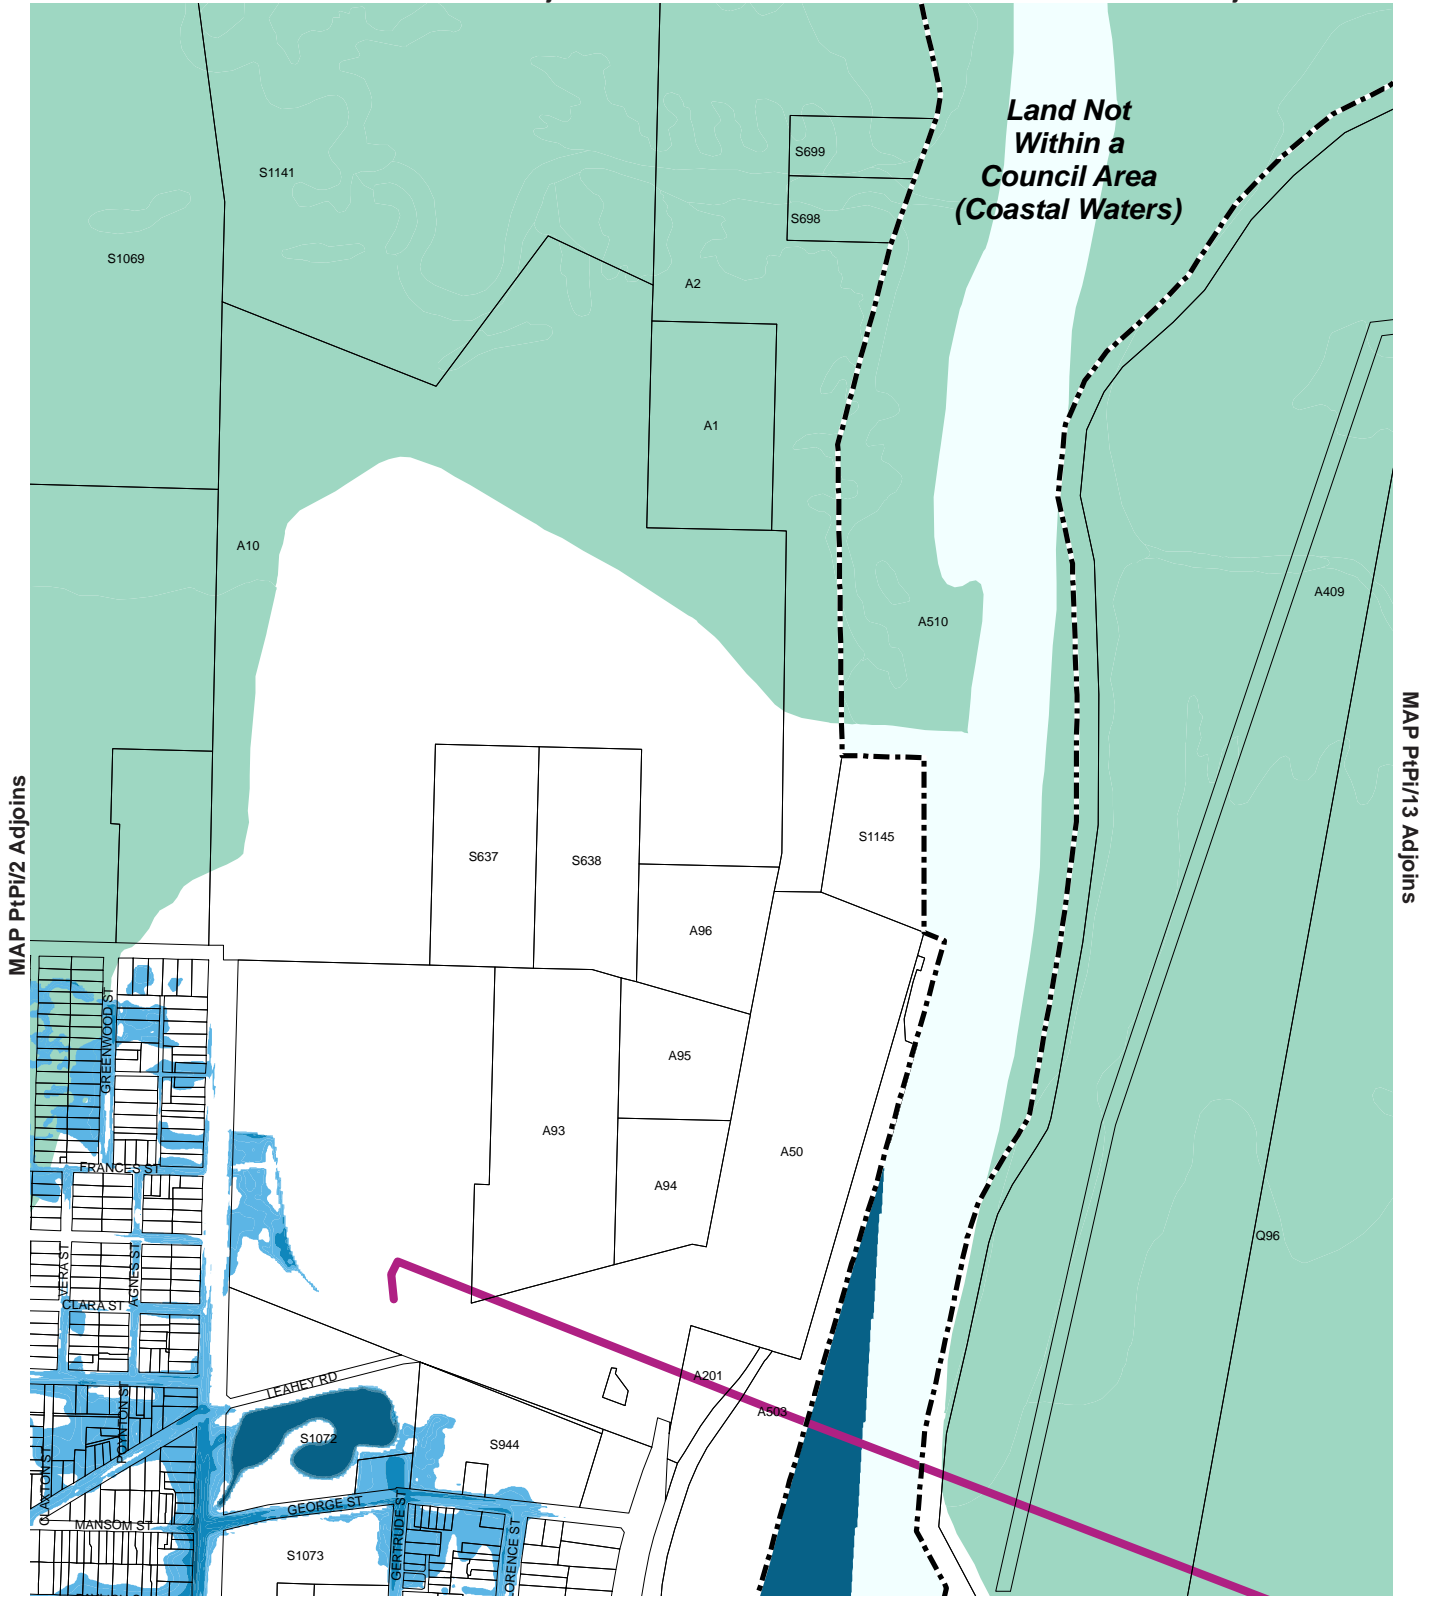 Land Not
Within a
Council Area
(Coastal Waters)
S699
S1141
S698
S1069
A2
A1
A10
A409
A510
MAP PtPi/2 Adjoins
MAP PtPi/13 Adjoins
S1145
S637
S638
A96
GREENWOOD ST
A95
A93
A50
FRANCES ST
A94
Q96
VERA ST
AGNES ST
CLARA ST
A201
LEAHEY RD
A503
POYNTON ST
S1072
S944
CLAXTON ST
GEORGE ST
MANSOM ST
GERTRUDE ST
ORENCE ST
S1073